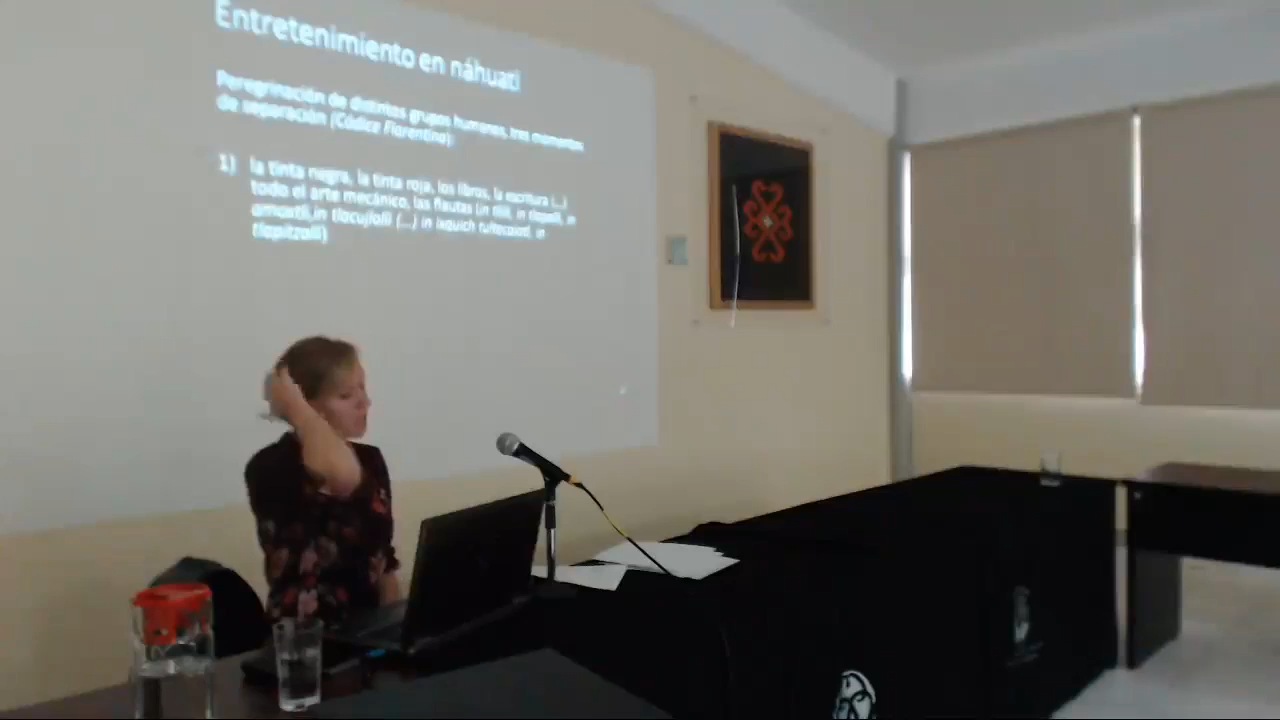 Entretenimiento en náhuatl
Peregrinación de distintos grupos humanos, tres momentos
de separación (Códice Florentino):
1) la tinta negra, la tinta roja, los libros, la escritura (...)
todo el arte mecánico, las flautas (in tlilli, in tlapalli, in
amoxtli, in tlacuilolli (...) in ixquich tultecaiotl, in
tlapitzalli)